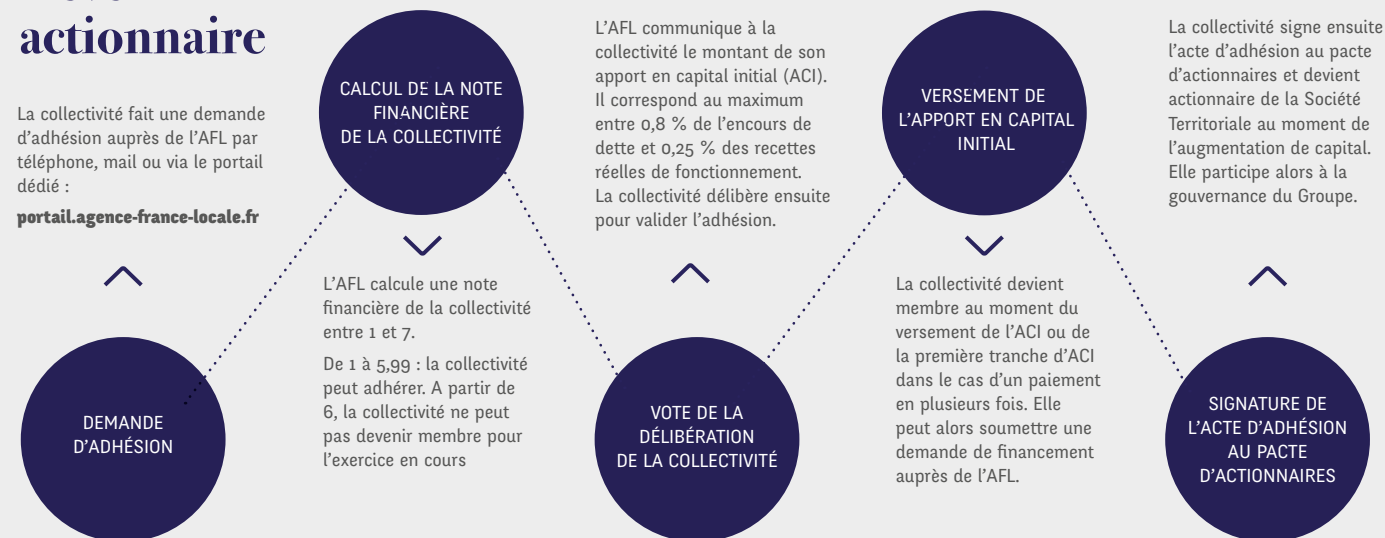 actionnaire
La collectivité fait une demande
d'adhésion auprès de l'AFL par
téléphone, mail ou via le portail
dédié :
portail.agence-france-locale.fr
DEMANDE
D'ADHÉSION
CALCUL DE LA NOTE
FINANCIÈRE
DE LA COLLECTIVITÉ
L'AFL calcule une note
financière de la collectivité
entre 1 et 7.
De 1 à 5,99 : la collectivité
peut adhérer. A partir de
6, la collectivité ne peut
pas devenir membre pour
l'exercice en cours
L'AFL communique à la
collectivité le montant de son
apport en capital initial (ACI).
Il correspond au maximum
entre 0,8 % de l'encours de
dette et 0,25 % des recettes
réelles de fonctionnement.
La collectivité délibère ensuite
pour valider l'adhésion.
VOTE DE LA
DÉLIBÉRATION
DE LA COLLECTIVITÉ
VERSEMENT DE
L'APPORT EN CAPITAL
INITIAL
La collectivité devient
membre au moment du
versement de l'ACI ou de
la première tranche d'ACI
dans le cas d'un paiement
en plusieurs fois. Elle
peut alors soumettre une
demande de financement
auprès de l'AFL.
La collectivité signe ensuite
l'acte d'adhésion au pacte
d'actionnaires et devient
actionnaire de la Société
Territoriale au moment de
l'augmentation de capital.
Elle participe alors à la
gouvernance du Groupe.
SIGNATURE DE
L'ACTE D'ADHÉSION
AU PACTE
D'ACTIONNAIRES